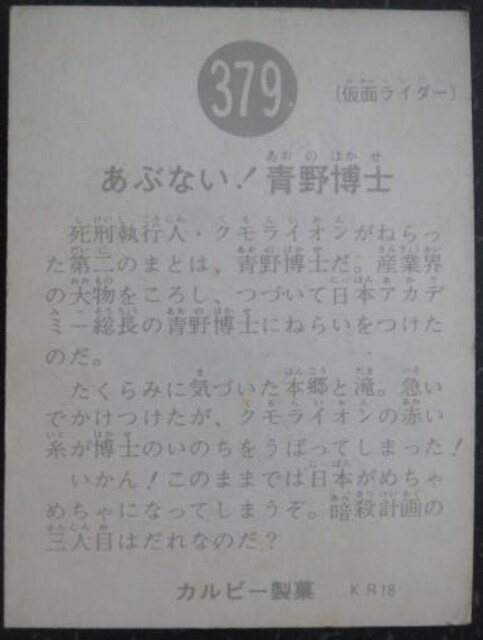 379
(仮面ライダー)
あぶない！青野博士
死刑執行人・クモライオンがねらっ
た第二のまとは、青野博士だ。産業界
の大物をころし、つづいて日本アカデ
ミー総長の青野博士にねらいをつけた
のだ。
たくらみに気づいた本郷と滝。急い
でかけつけたが、クモライオンの赤い
糸が博士のいのちをうばってしまった！
いかん！このままでは日本がめちゃ
めちゃになってしまうぞ。暗殺計画の
三人目はだれなのだ？
カルビー製菓 KR18